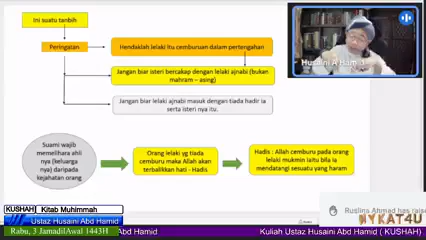 Ini suatu tanbih
Peringatan
Hendaklah lelaki itu cemburuan dalam pertengahan
Jangan biar isteri bercakap dengan lelaki ajnabi (bukan
mahram – asing)
Jangan biar lelaki ajnabi masuk dengan tiada hadir ia
serta isteri nya itu.
Suami wajib
memelihara ahli
nya (keluarga
nya) daripada
kejahatan orang
Orang lelaki yg tiada
cemburu maka Allah akan
terbalikkan hati - Hadis
Hadis : Allah cemburu pada orang
lelaki mukmin iaitu bila ia
mendatangi sesuatu yang haram
Husaini A Hamid
(KUSHAH)
KUSHAH
Kitab Muhimmah
Ustaz Husaini Abd Hamid
Rabu, 3 JamadilAwal 1443H
Abd Hamid
Kuliah Ustaz Husaini Abd Hamid ( KUSHAH)
Ruslina Ahmad has raise
NYKAT4U